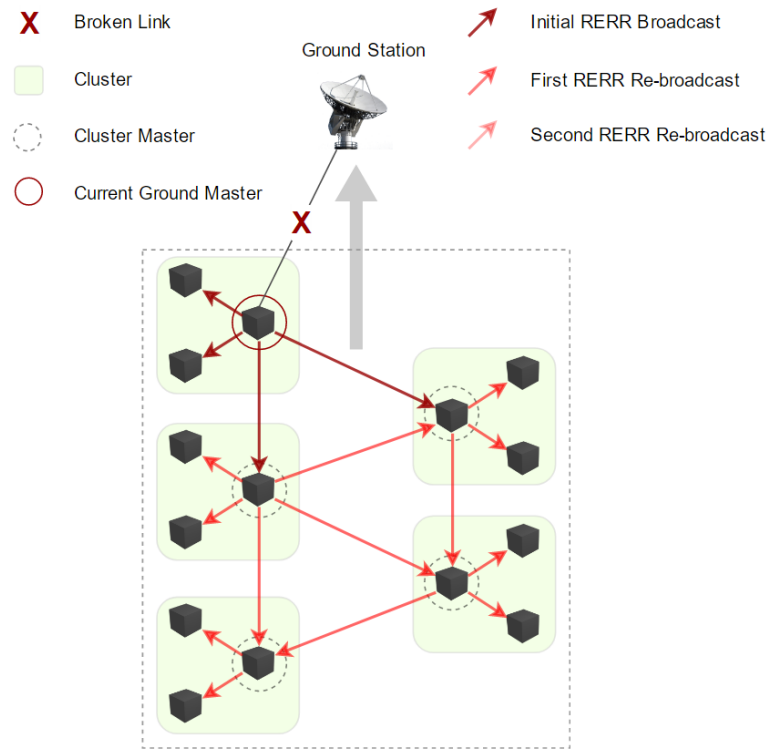 X Broken Link
Ground Station
Initial RERR Broadcast
Cluster
First RERR Re-broadcast
Cluster Master
Second RERR Re-broadcast
Current Ground Master
X